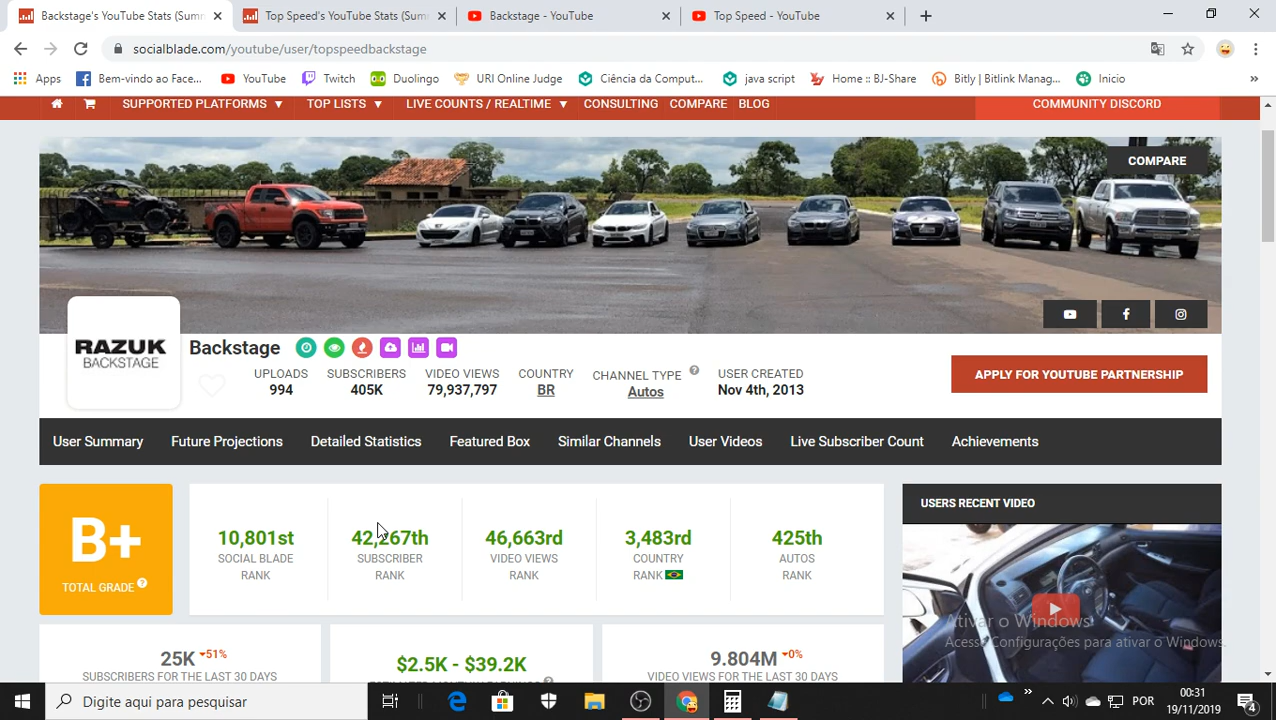 Backstage's YouTube Stats (Sum
Top Speed's YouTube Stats (Sum
Backstage - YouTube
Top Speed - YouTube
socialblade.com/youtube/user/topspeedbackstage
Apps
Bem-vindo ao Face...
YouTube
Twitch
Duolingo
URI Online Judge
Ciência da Comput...
java script
Home :: BJ-Share
Bitly | Bitlink Manag...
Inicio
»
SUPPORTED PLATFORMS
TOP LISTS
LIVE COUNTS / REALTIME
CONSULTING
COMPARE
BLOG
COMMUNITY DISCORD
COMPARE
RAZUK
BACKSTAGE
Backstage
UPLOADS
994
SUBSCRIBERS
405K
VIDEO VIEWS
79,937,797
COUNTRY
BR
CHANNEL TYPE ?
Autos
USER CREATED
Nov 4th, 2013
APPLY FOR YOUTUBE PARTNERSHIP
User Summary
Future Projections
Detailed Statistics
Featured Box
Similar Channels
User Videos
Live Subscriber Count
Achievements
B+
TOTAL GRADE ?
10,801st
SOCIAL BLADE
RANK
42,267th
SUBSCRIBER
RANK
46,663rd
VIDEO VIEWS
RANK
3,483rd
COUNTRY
RANK
425th
AUTOS
RANK
USERS RECENT VIDEO
25K 51%
SUBSCRIBERS FOR THE LAST 30 DAYS
$2.5K - $39.2K
9.804M 0%
VIDEO VIEWS FOR THE LAST 30 DAYS
Ativar o Windows
Acesse Configurações para ativar o Windows.
Digite aqui para pesquisar
»
POR
00:31
19/11/2019
4